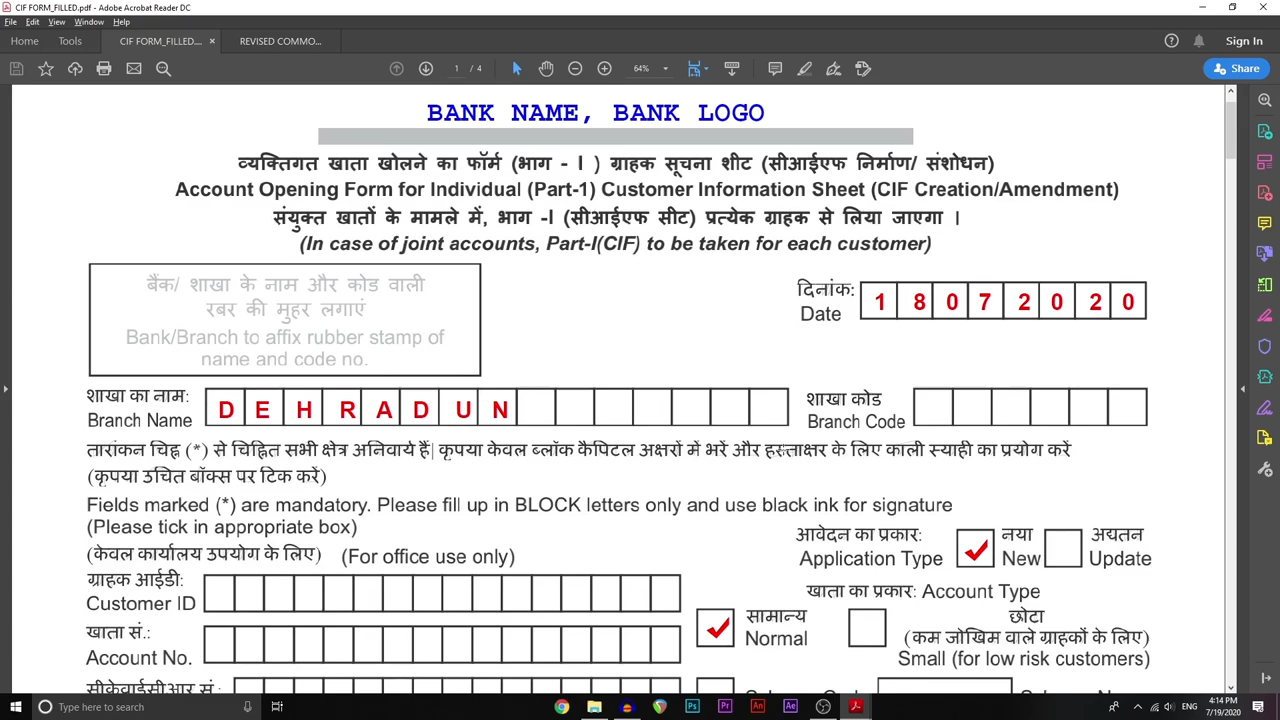 CIF FORM_FILLED.pdf - Adobe Acrobat Reader DC
File Edit View Window Help
Home Tools CIF FORM_FILLED.... × REVISED COMMO... Sign In
1 / 4 64% Share
BANK NAME, BANK LOGO
व्यक्तिगत खाता खोलने का फॉर्म (भाग - I ) ग्राहक सूचना शीट (सीआईएफ निर्माण/ संशोधन)
Account Opening Form for Individual (Part-1) Customer Information Sheet (CIF Creation/Amendment)
संयुक्त खातों के मामले में, भाग -I (सीआईएफ सीट) प्रत्येक ग्राहक से लिया जाएगा ।
(In case of joint accounts, Part-I(CIF) to be taken for each customer)
बैंक/ शाखा के नाम और कोड वाली
रबर की मुहर लगाएं
Bank/Branch to affix rubber stamp of
name and code no.
दिनांक:
Date
1 8 0 7 2 0 2 0
शाखा का नाम:
Branch Name
D E H R A D U N
शाखा कोड
Branch Code
तारांकन चिह्न (*) से चिह्नित सभी क्षेत्र अनिवार्य हैं| कृपया केवल ब्लॉक कैपिटल अक्षरों में भरें और हस्ताक्षर के लिए काली स्याही का प्रयोग करें
(कृपया उचित बॉक्स पर टिक करें)
Fields marked (*) are mandatory. Please fill up in BLOCK letters only and use black ink for signature
(Please tick in appropriate box)
(केवल कार्यालय उपयोग के लिए) (For office use only)
आवेदन का प्रकार:
Application Type
नया
New
अद्यतन
Update
ग्राहक आईडी:
Customer ID
खाता का प्रकार: Account Type
खाता सं.:
Account No.
सामान्य
Normal
छोटा
(कम जोखिम वाले ग्राहकों के लिए)
Small (for low risk customers)
सीकेवाईसीआर सं:
Type here to search
ENG
4:14 PM
7/19/2020